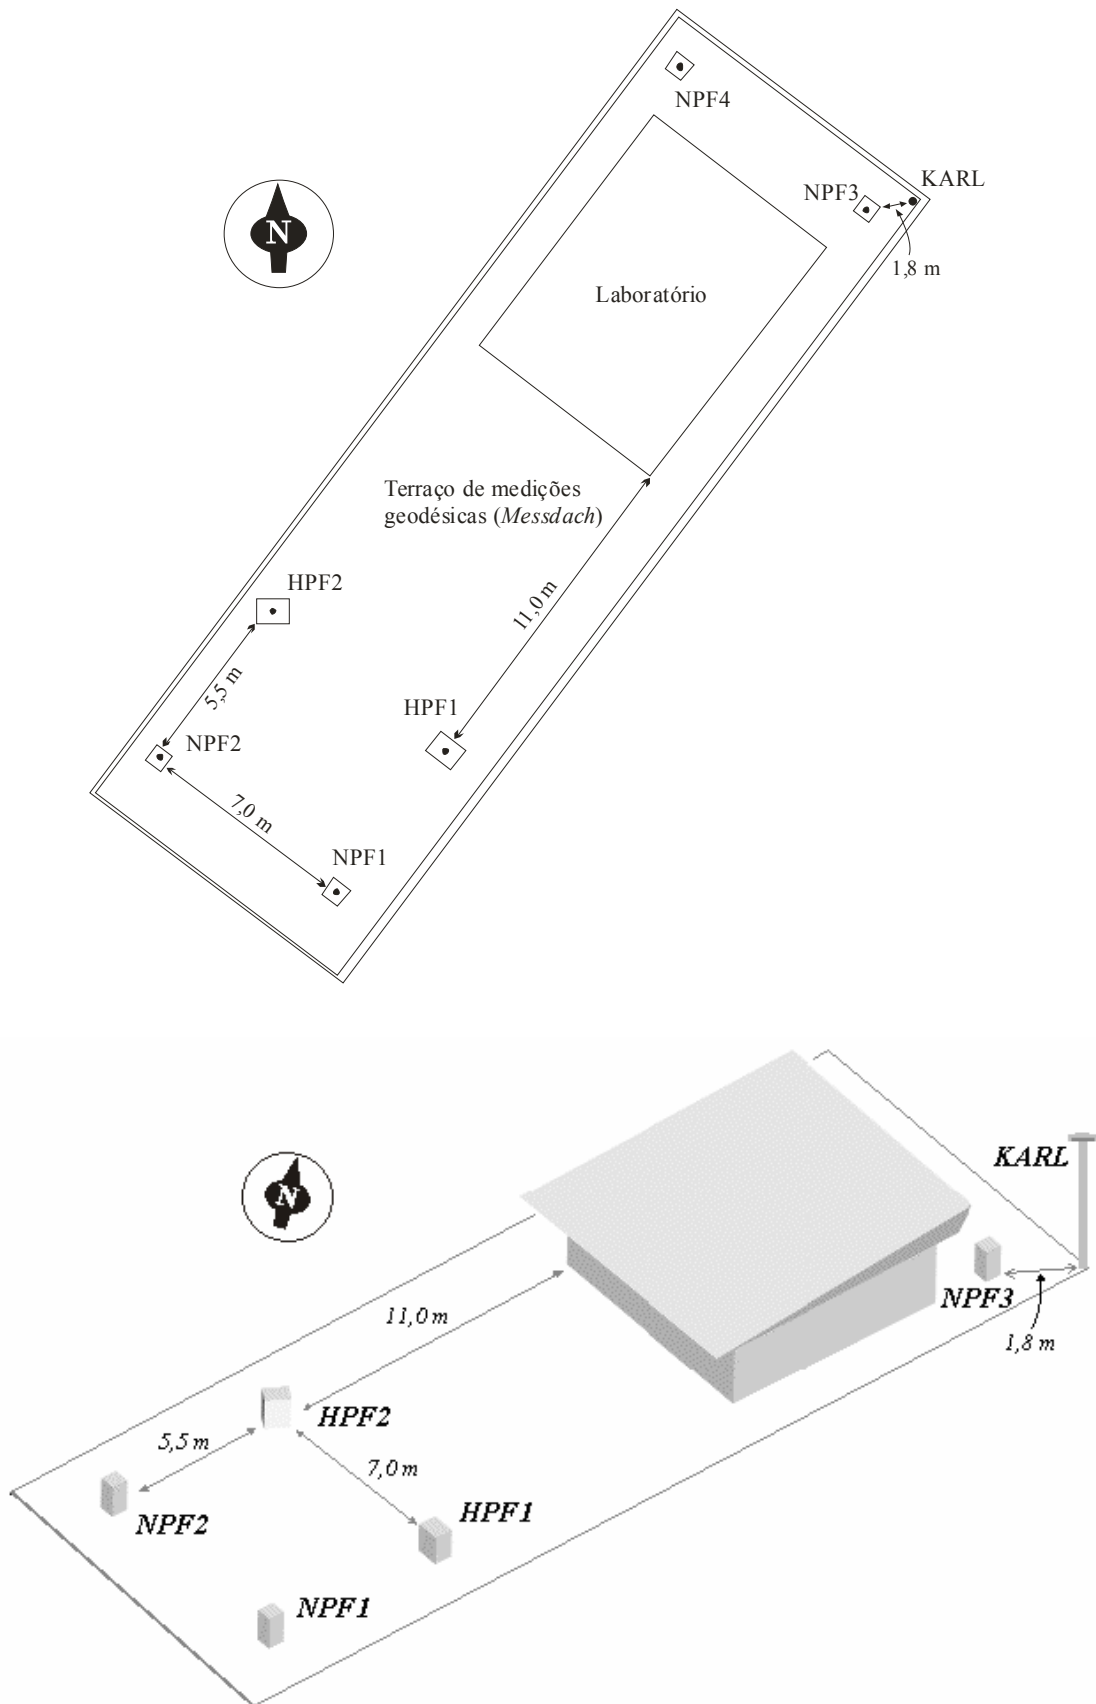 NPF4
KARL
NPF3
N
1,8 m
Laboratório
Terraço de medições
geodésicas (Messdach)
HPF2
11,0 m
5,5 m
HPF1
NPF2
7,0 m
NPF1
KARL
N
NPF3
11,0 m
1,8 m
HPF2
5,5 m
7,0 m
HPF1
NPF2
NPF1